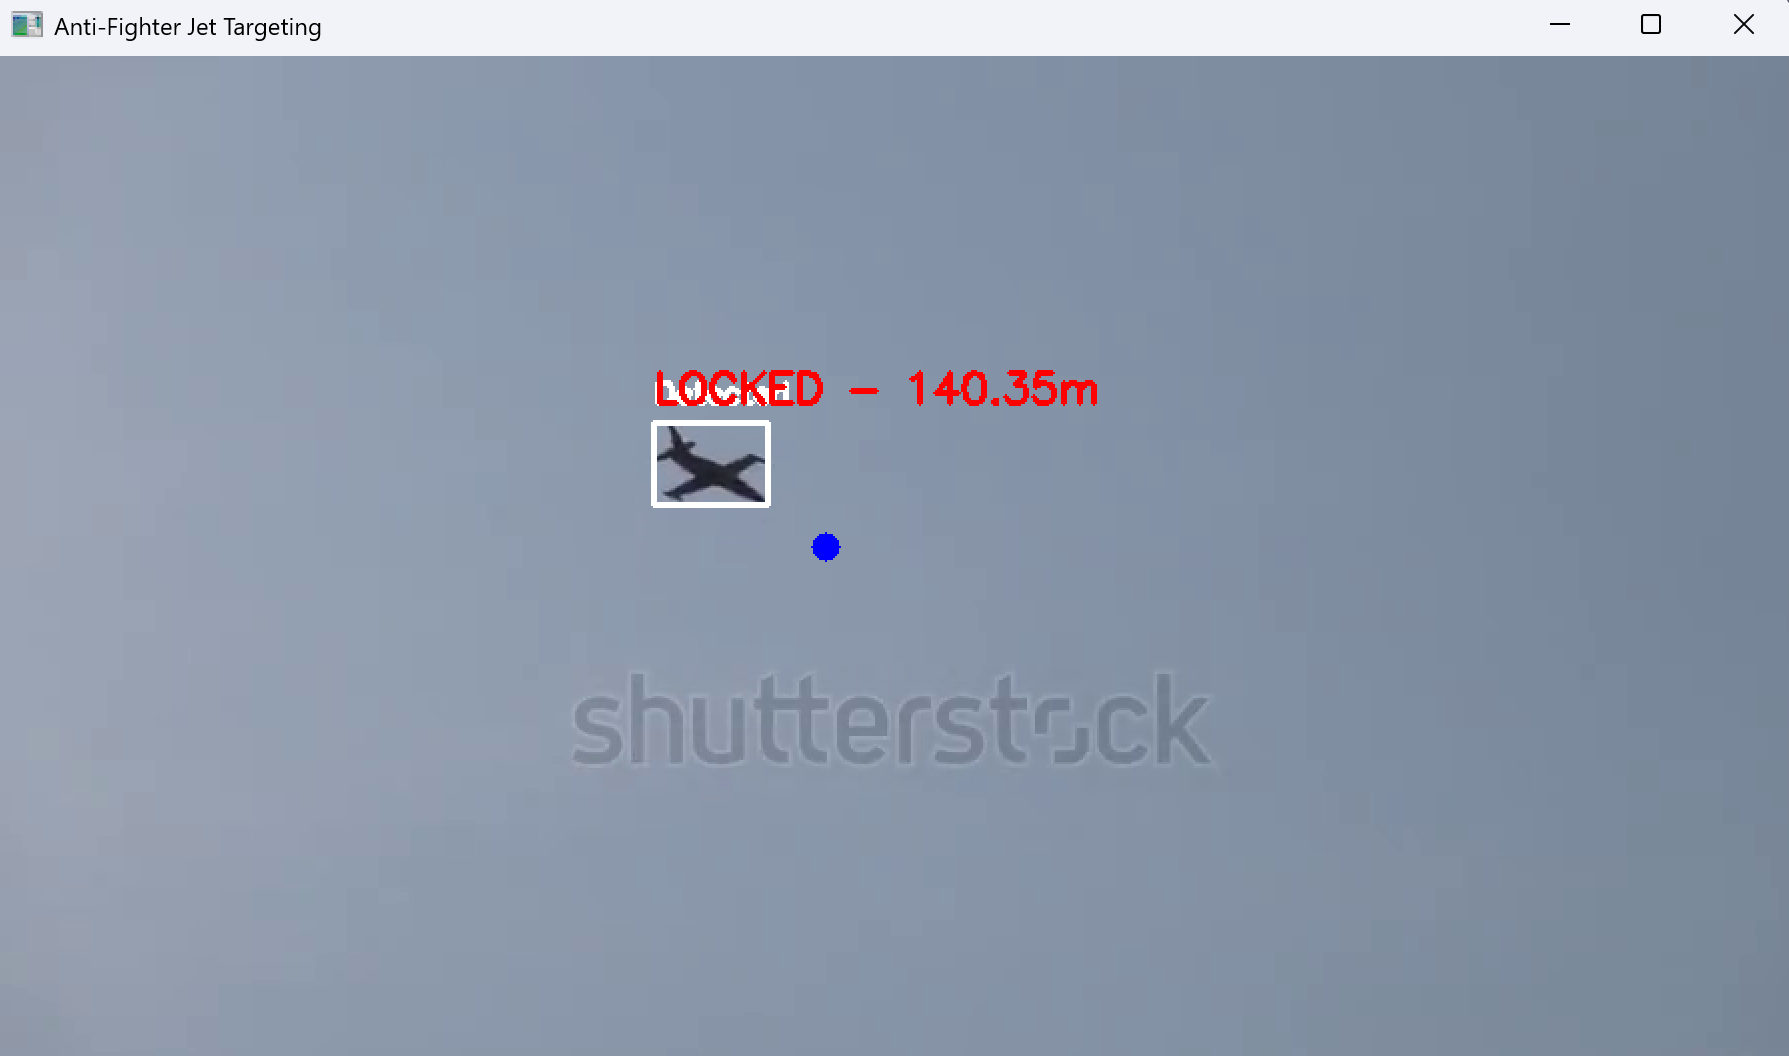 Anti-Fighter Jet Targeting
LOCKED - 140.35m
shutterstock